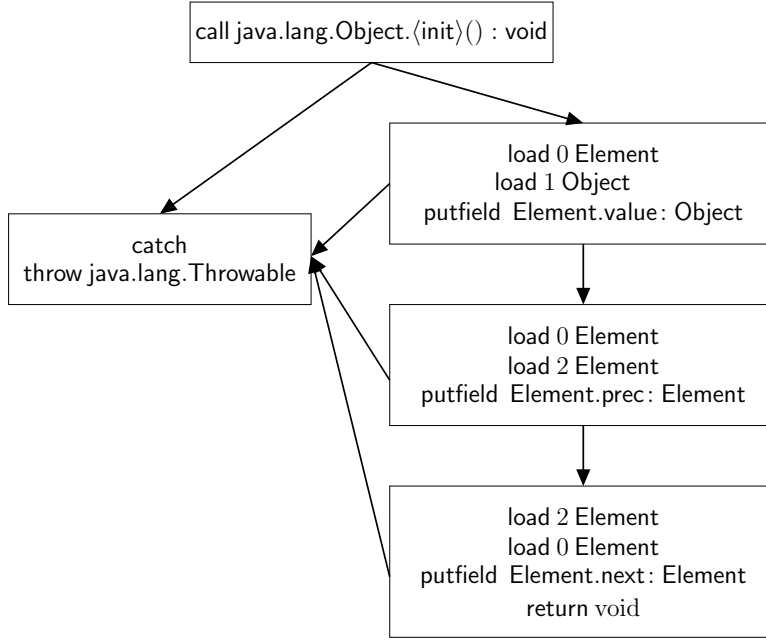 call java.lang.Object.⟨init⟩() : void
load 0 Element
load 1 Object
putfield Element.value: Object
catch
throw java.lang.Throwable
load 0 Element
load 2 Element
putfield Element.prec: Element
load 2 Element
load 0 Element
putfield Element.next: Element
return void